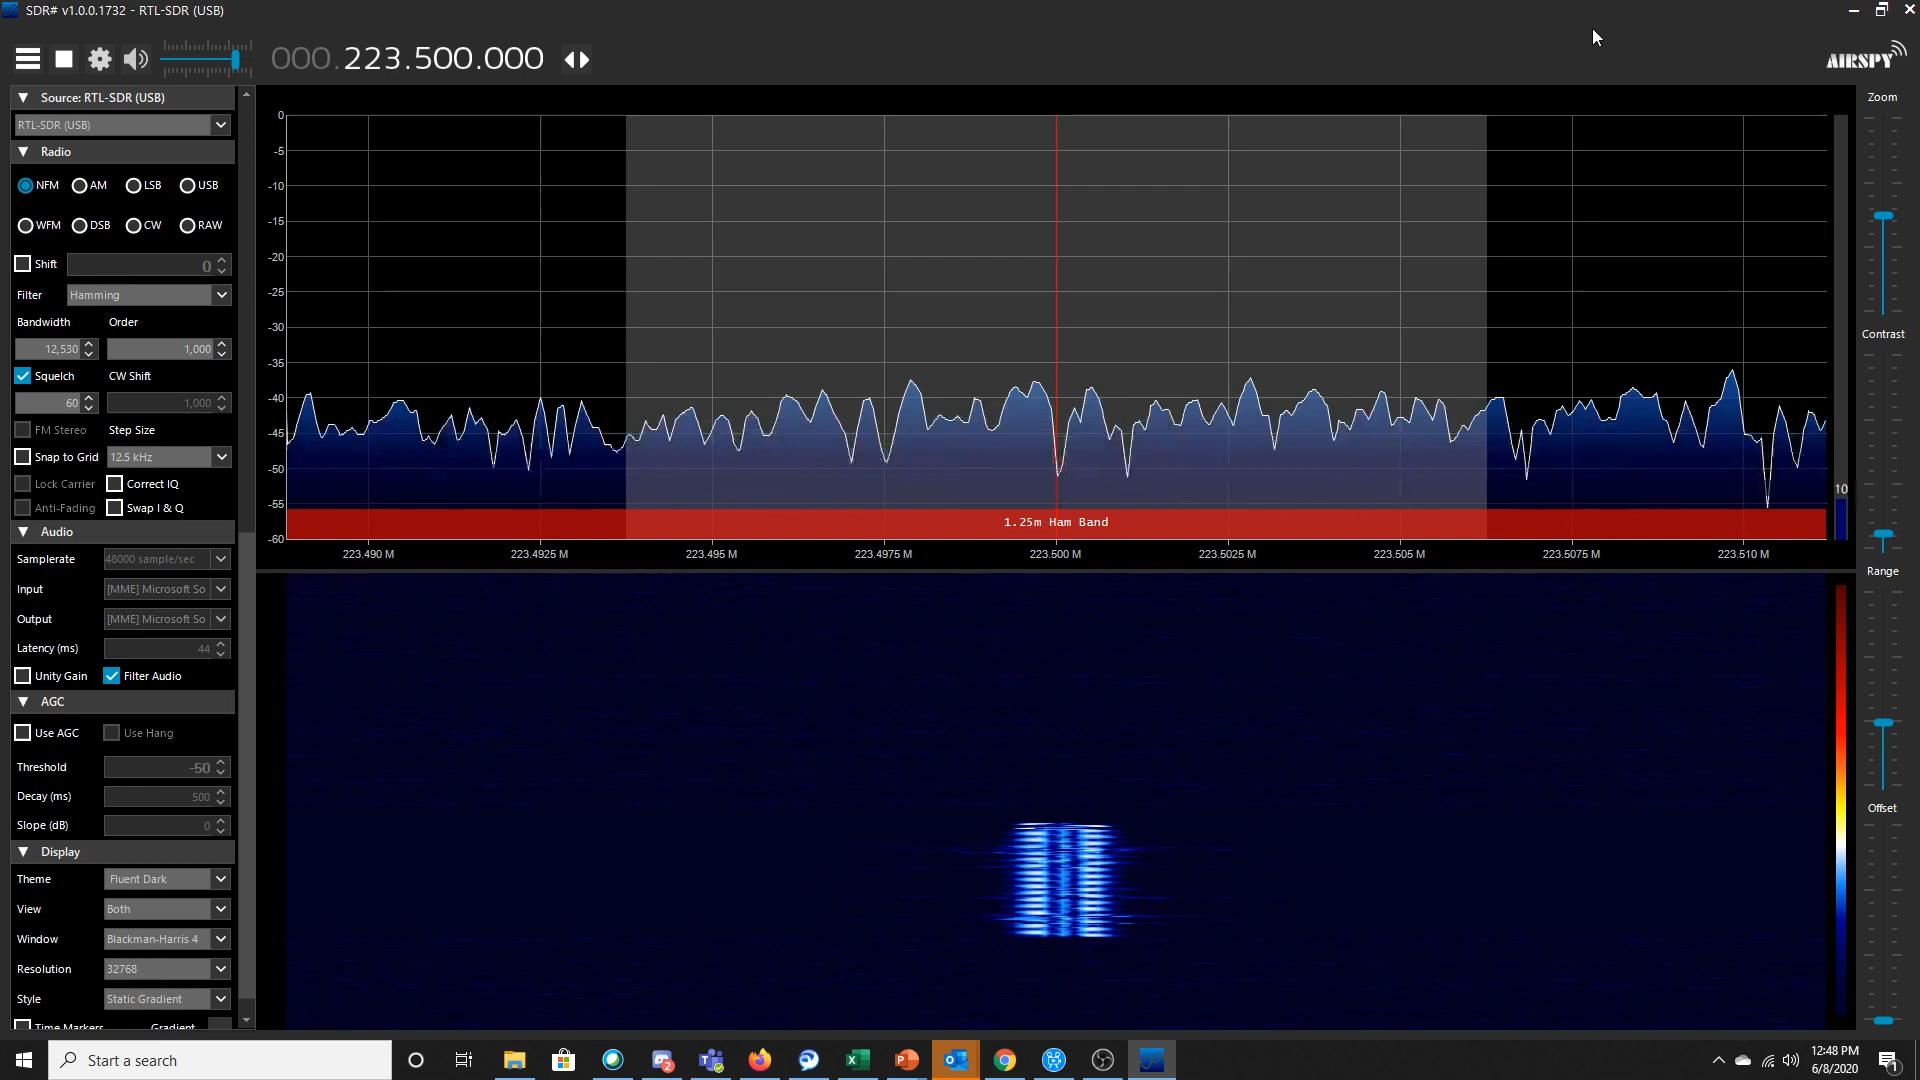 SDR# v1.0.0.1732 - RTL-SDR (USB)
000.223.500.000
AIRSPY
Source: RTL-SDR (USB)
RTL-SDR (USB)
Radio
NFM AM LSB USB
WFM DSB CW RAW
Shift 0
Filter Hamming
Bandwidth Order
12,530 1,000
Squelch CW Shift
60 1,000
FM Stereo Step Size
Snap to Grid 12.5 kHz
Lock Carrier Correct IQ
Anti-Fading Swap I & Q
Audio
Samplerate 48000 sample/sec
Input [MME] Microsoft So
Output [MME] Microsoft So
Latency (ms) 44
Unity Gain Filter Audio
AGC
Use AGC Use Hang
Threshold -50
Decay (ms) 500
Slope (dB) 0
Display
Theme Fluent Dark
View Both
Window Blackman-Harris 4
Resolution 32768
Style Static Gradient
Time Markers Gradient
0
-5
-10
-15
-20
-25
-30
-35
-40
-45
-50
-55
-60
1.25m Ham Band
223.490 M 223.4925 M 223.495 M 223.4975 M 223.500 M 223.5025 M 223.505 M 223.5075 M 223.510 M
10
Zoom
Contrast
Range
Offset
Start a search
2
12:48 PM
6/8/2020
1